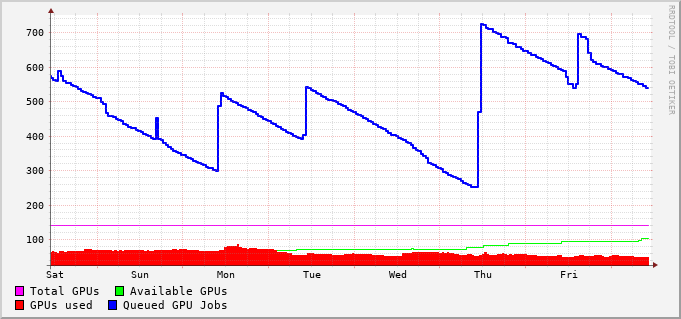 700
600
500
400
300
200
100
Sat Sun Mon Tue Wed Thu Fri
Total GPUs Available GPUs
GPUs used Queued GPU Jobs
RRDTOOL / TOBI OETIKER